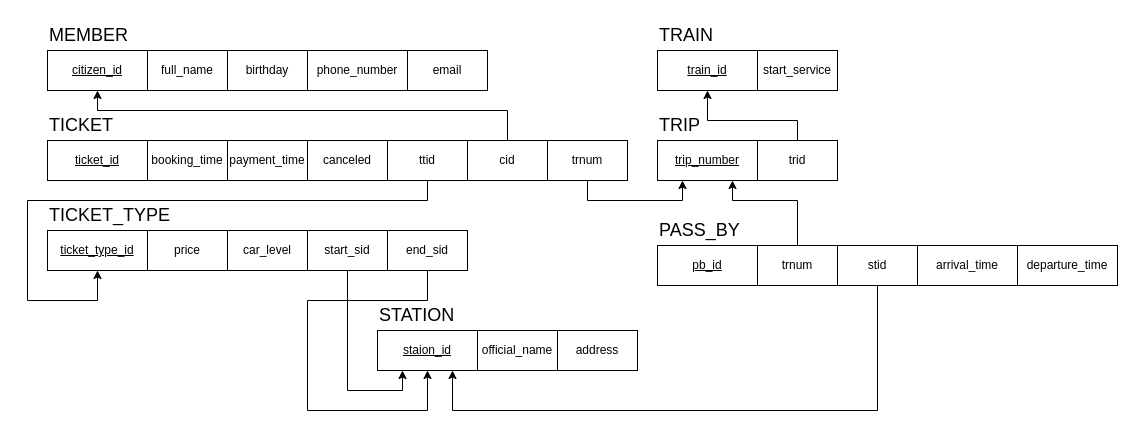 MEMBER
citizen_id full_name birthday phone_number email
TICKET
ticket_id booking_time payment_time canceled ttid cid trnum
TICKET_TYPE
ticket_type_id price car_level start_sid end_sid
STATION
staion_id official_name address
TRAIN
train_id start_service
TRIP
trip_number trid
PASS_BY
pb_id trnum stid arrival_time departure_time